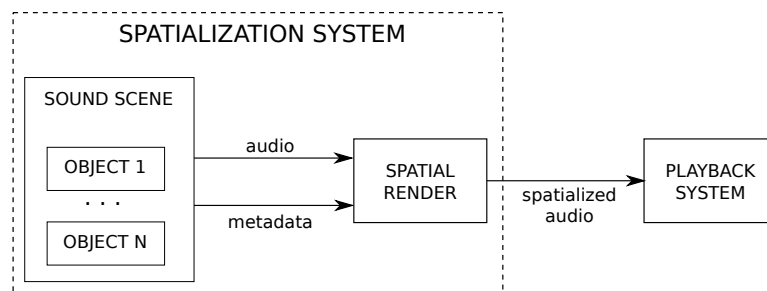 SPATIALIZATION SYSTEM
SOUND SCENE
OBJECT 1
. . .
OBJECT N
audio
metadata
SPATIAL
RENDER
spatialized
audio
PLAYBACK
SYSTEM